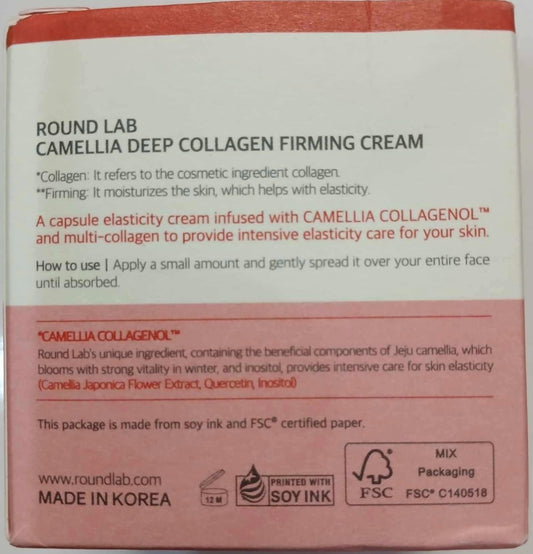 ROUND LAB
CAMELLIA DEEP COLLAGEN FIRMING CREAM
*Collagen: It refers to the cosmetic ingredient collagen.
**Firming: It moisturizes the skin, which helps with elasticity.
A capsule elasticity cream infused with CAMELLIA COLLAGENOL™
and multi-collagen to provide intensive elasticity care for your skin.
How to use | Apply a small amount and gently spread it over your entire face
until absorbed.
*CAMELLIA COLLAGENOL™
Round Lab's unique ingredient, containing the beneficial components of Jeju camellia, which
blooms with strong vitality in winter, and inositol, provides intensive care for skin elasticity
(Camellia Japonica Flower Extract, Quercetin, Inositol)
This package is made from soy ink and FSC® certified paper.
www.roundlab.com
MADE IN KOREA
12 M
PRINTED WITH
SOY INK
FSC
MIX
Packaging
FSC® C140518